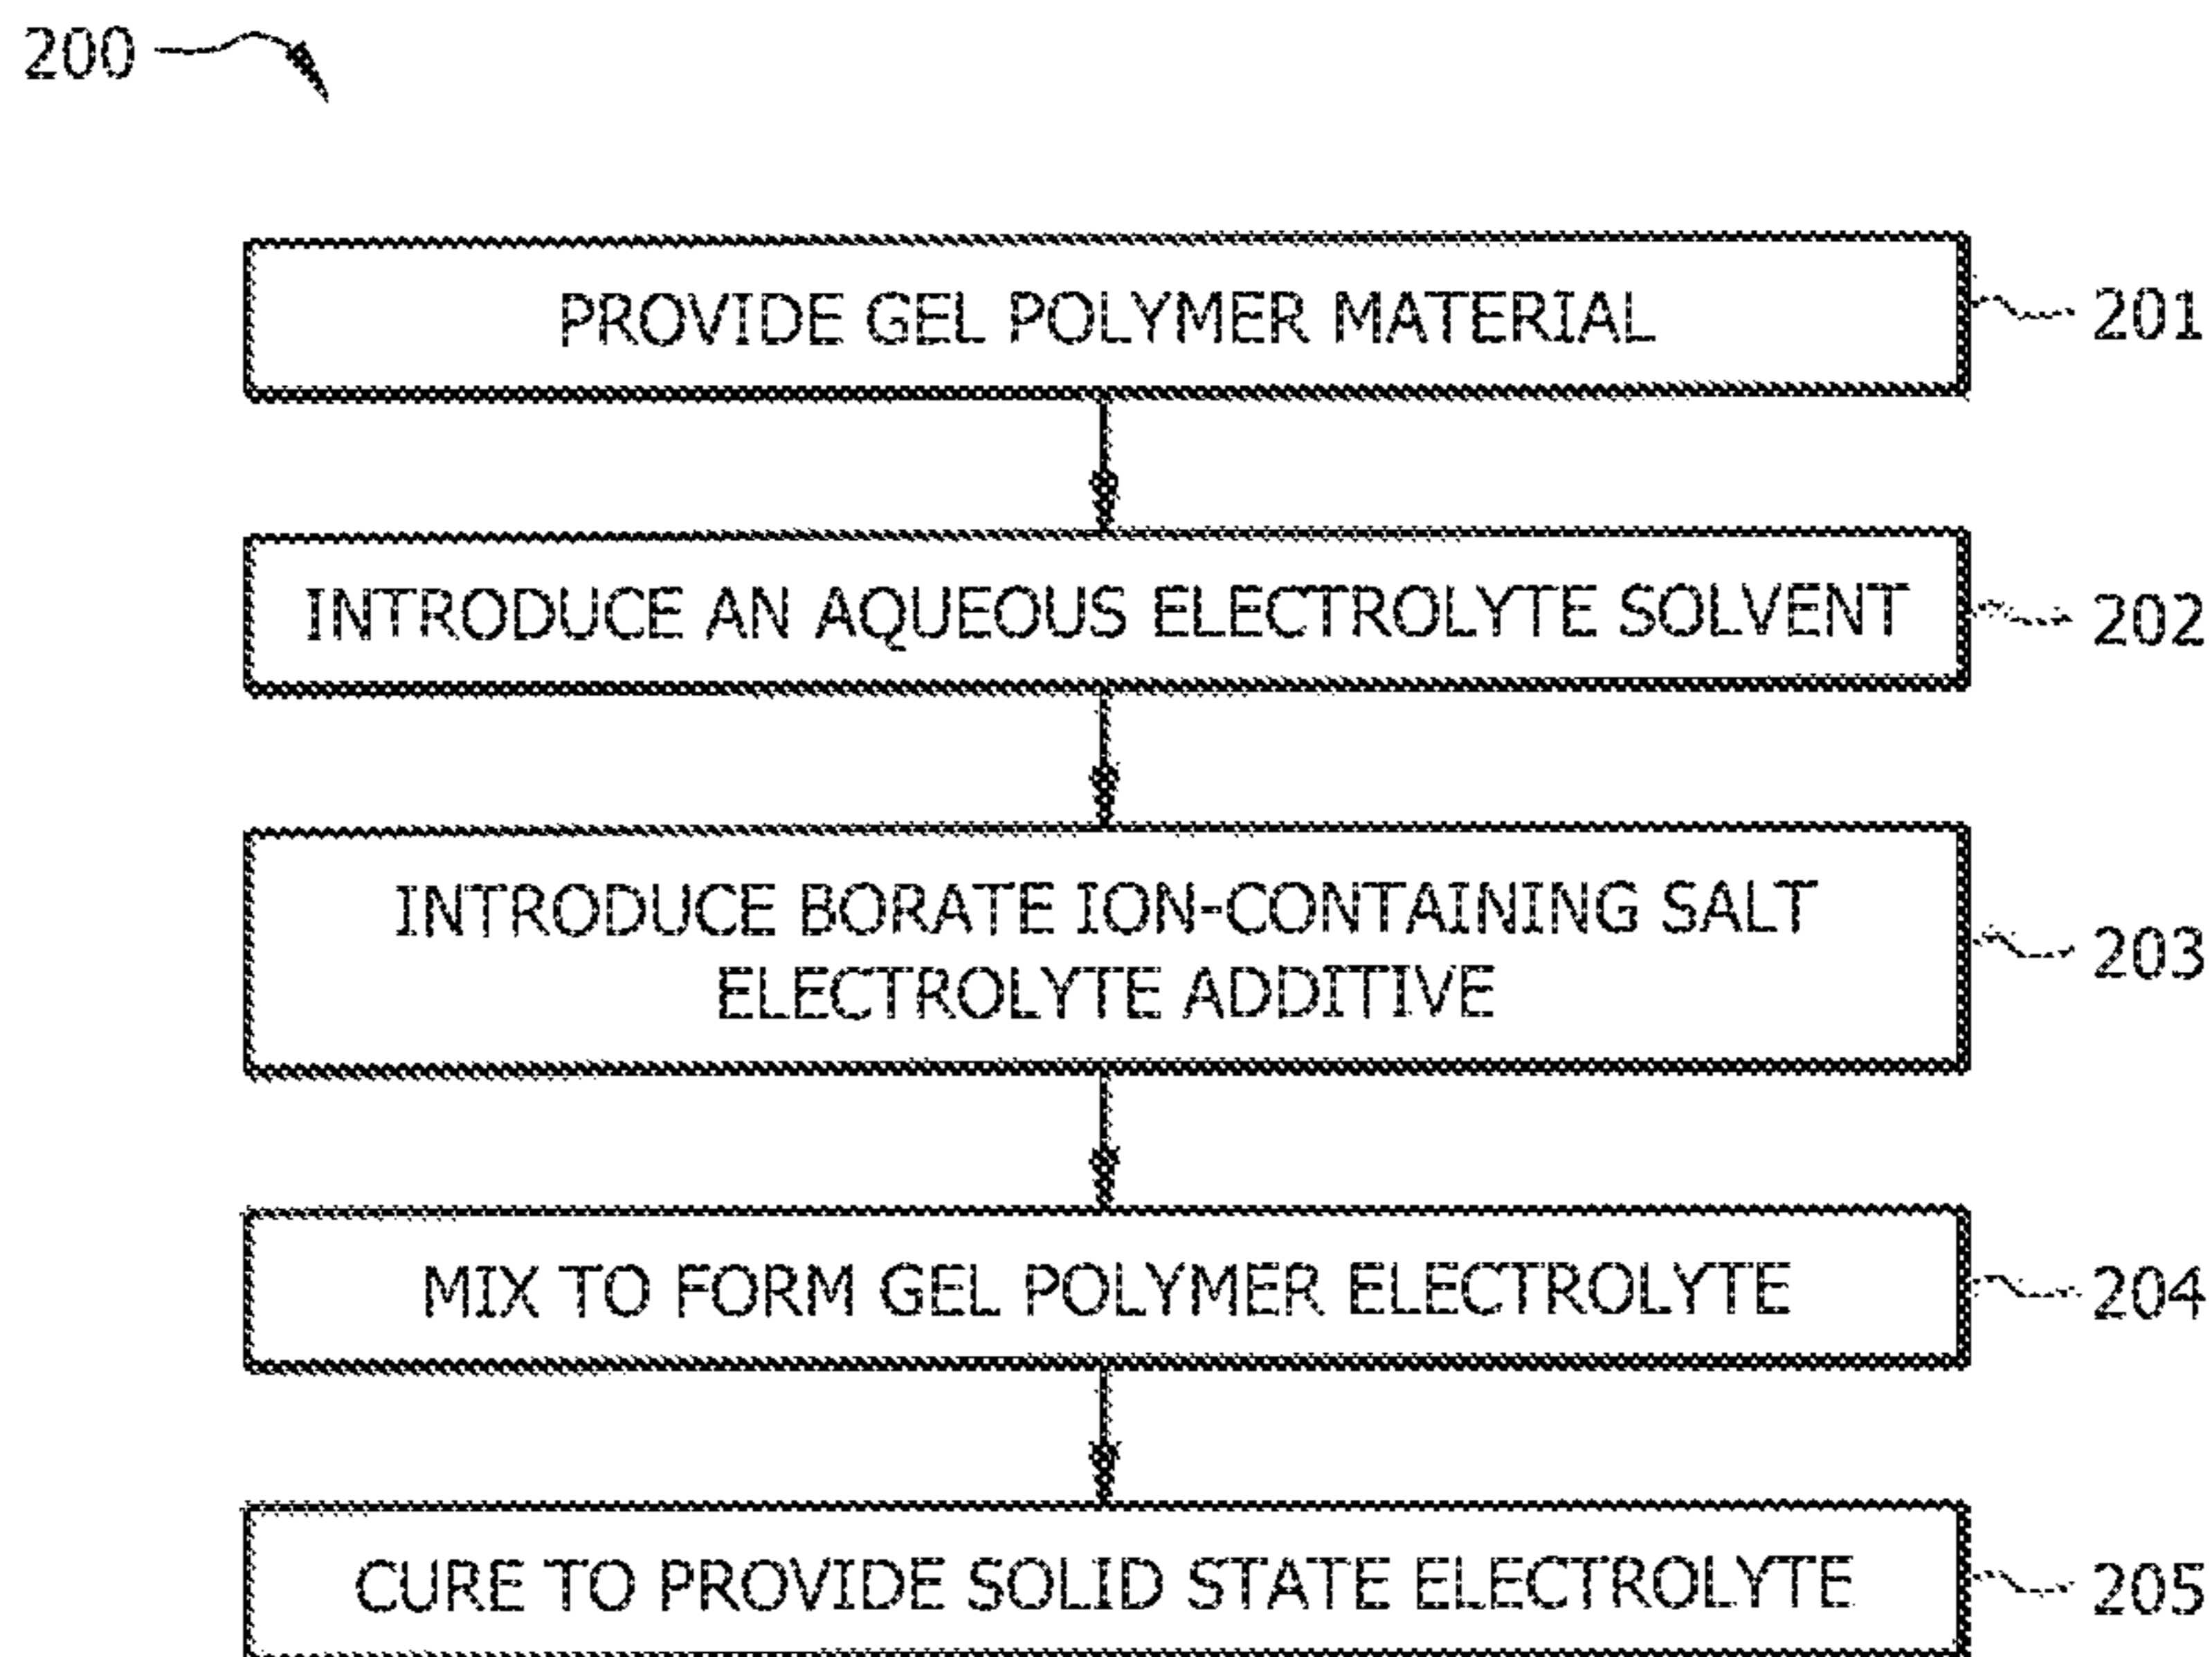 200
PROVIDE GEL POLYMER MATERIAL
201
INTRODUCE AN AQUEOUS ELECTROLYTE SOLVENT
202
INTRODUCE BORATE ION-CONTAINING SALT
ELECTROLYTE ADDITIVE
203
MIX TO FORM GEL POLYMER ELECTROLYTE
204
CURE TO PROVIDE SOLID STATE ELECTROLYTE
205